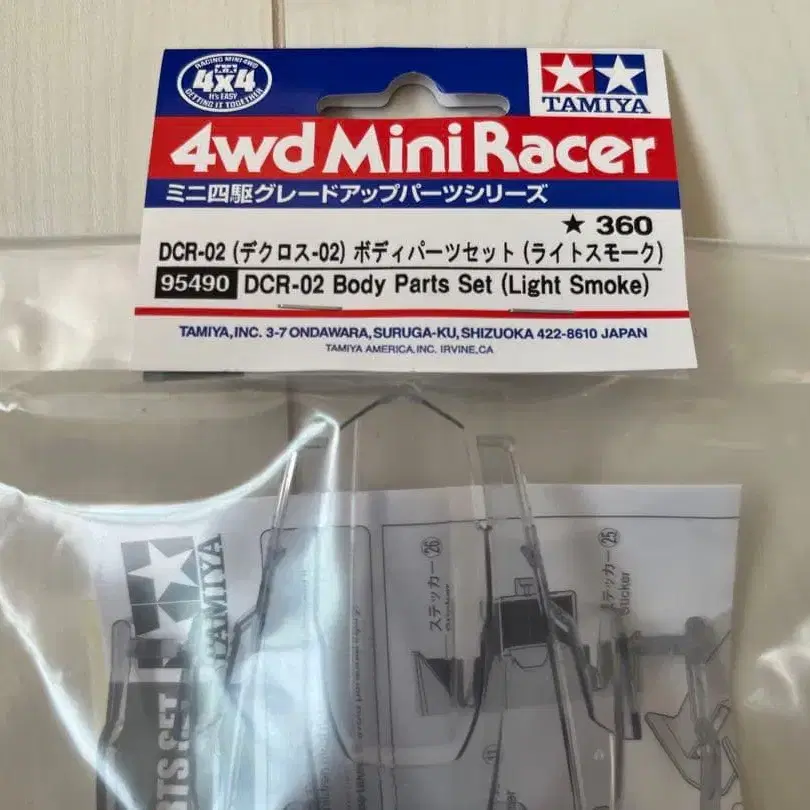 RACING MINI 4WD
4x4
It's EASY
GETTING IT TOGETHER
TAMIYA
4wd Mini Racer
ミニ四駆グレードアップパーツシリーズ
★ 360
DCR-02 (デクロス-02) ボディパーツセット (ライトスモーク)
95490 DCR-02 Body Parts Set (Light Smoke)
TAMIYA, INC. 3-7 ONDAWARA, SURUGA-KU, SHIZUOKA 422-8610 JAPAN
TAMIYA AMERICA, INC. IRVINE, CA
TAMIYA
ステッカー㉖
ステッカー㉕
Sticker